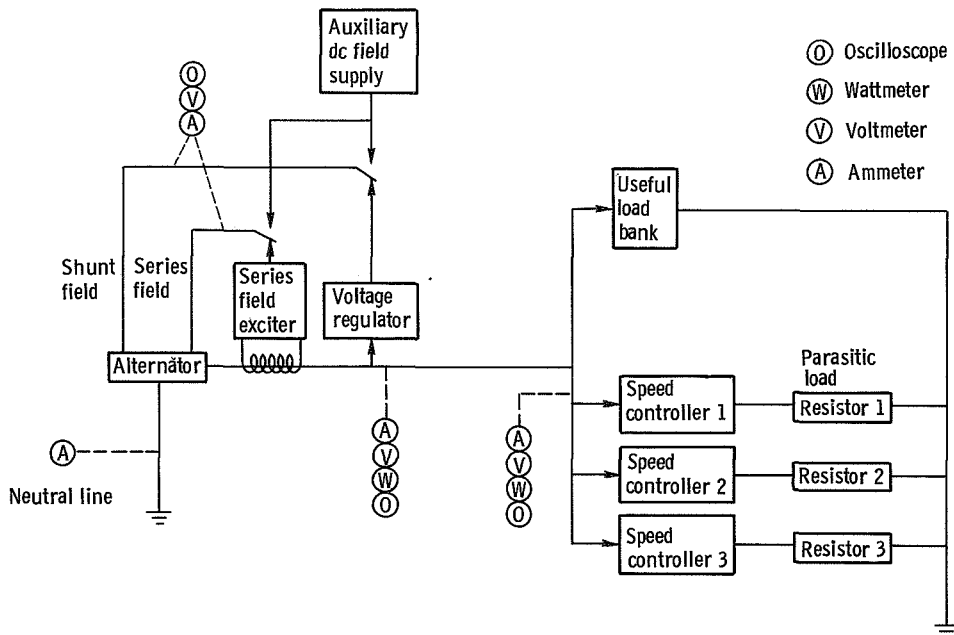 Auxiliary
dc field
supply
O Oscilloscope
W Wattmeter
V Voltmeter
A Ammeter
O
V
A
Useful
load
bank
Shunt
field
Series
field
Series
field
exciter
Voltage
regulator
Alternător
Parasitic
load
Speed
controller 1
Resistor 1
A
V
W
O
A
V
W
O
A
Neutral line
Speed
controller 2
Resistor 2
Speed
controller 3
Resistor 3